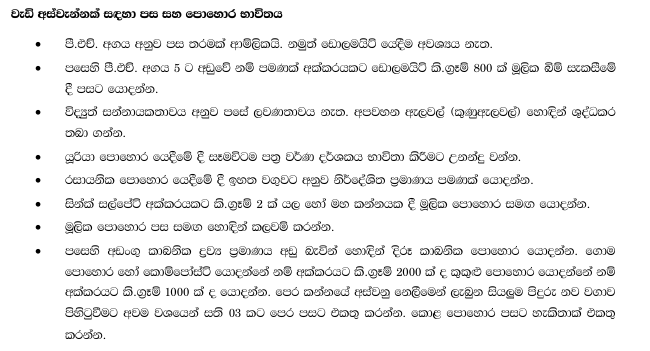 වැඩි අස්වැන්නක් සඳහා පස සහ පොහොර භාවිතය
• පී.එච්. අගය අනුව පස තරමක් ආම්ලිකයි. නමුත් ඩොලමයිට් යෙදීම අවශ්‍යය නැත.
• පසෙහි පී.එච්. අගය 5 ට අඩුවේ නම් පමණක් අක්කරයකට ඩොලමයිට් කි.ග්‍රෑම් 800 ක් මූලික බිම් සැකසීමේ
දී පසට යොදන්න.
• විද්‍යුත් සන්නායකතාවය අනුව පසේ ලවණතාවය නැත. අපවහන ඇලවල් (කුණුඇලවල්) හොඳින් ශුද්ධකර
තබා ගන්න.
• යූරියා පොහොර යෙදීමේ දී සෑමවිටම පත්‍ර වර්ණ දර්ශකය භාවිතා කිරීමට උනන්දු වන්න.
• රසායනික පොහොර යෙදීමේ දී ඉහත වගුවට අනුව නිර්දේශිත ප්‍රමාණය පමණක් යොදන්න.
• සින්ක් සල්පේට් අක්කරයකට කි.ග්‍රෑම් 2 ක් යල හෝ මහ කන්නයක දී මූලික පොහොර සමඟ යොදන්න.
• මූලික පොහොර පස සමඟ හොඳින් කලවම් කරන්න.
• පසෙහි අඩංගු කාබනික ද්‍රව්‍ය ප්‍රමාණය අඩු බැවින් හොඳින් දිරූ කාබනික පොහොර යොදන්න. ගොම
පොහොර හෝ කොම්පෝස්ට් යොදන්නේ නම් අක්කරයට කි.ග්‍රෑම් 2000 ක් ද කුකුළු පොහොර යොදන්නේ නම්
අක්කරයට කි.ග්‍රෑම් 1000 ක් ද යොදන්න. පෙර කන්නයේ අස්වනු නෙලීමෙන් ලැබුන සියලුම පිදුරු නව වගාව
පිහිටුවීමට අවම වශයෙන් සති 03 කට පෙර පසට එකතු කරන්න. කොළ පොහොර පසට හැකිතාක් එකතු
කරන්න.